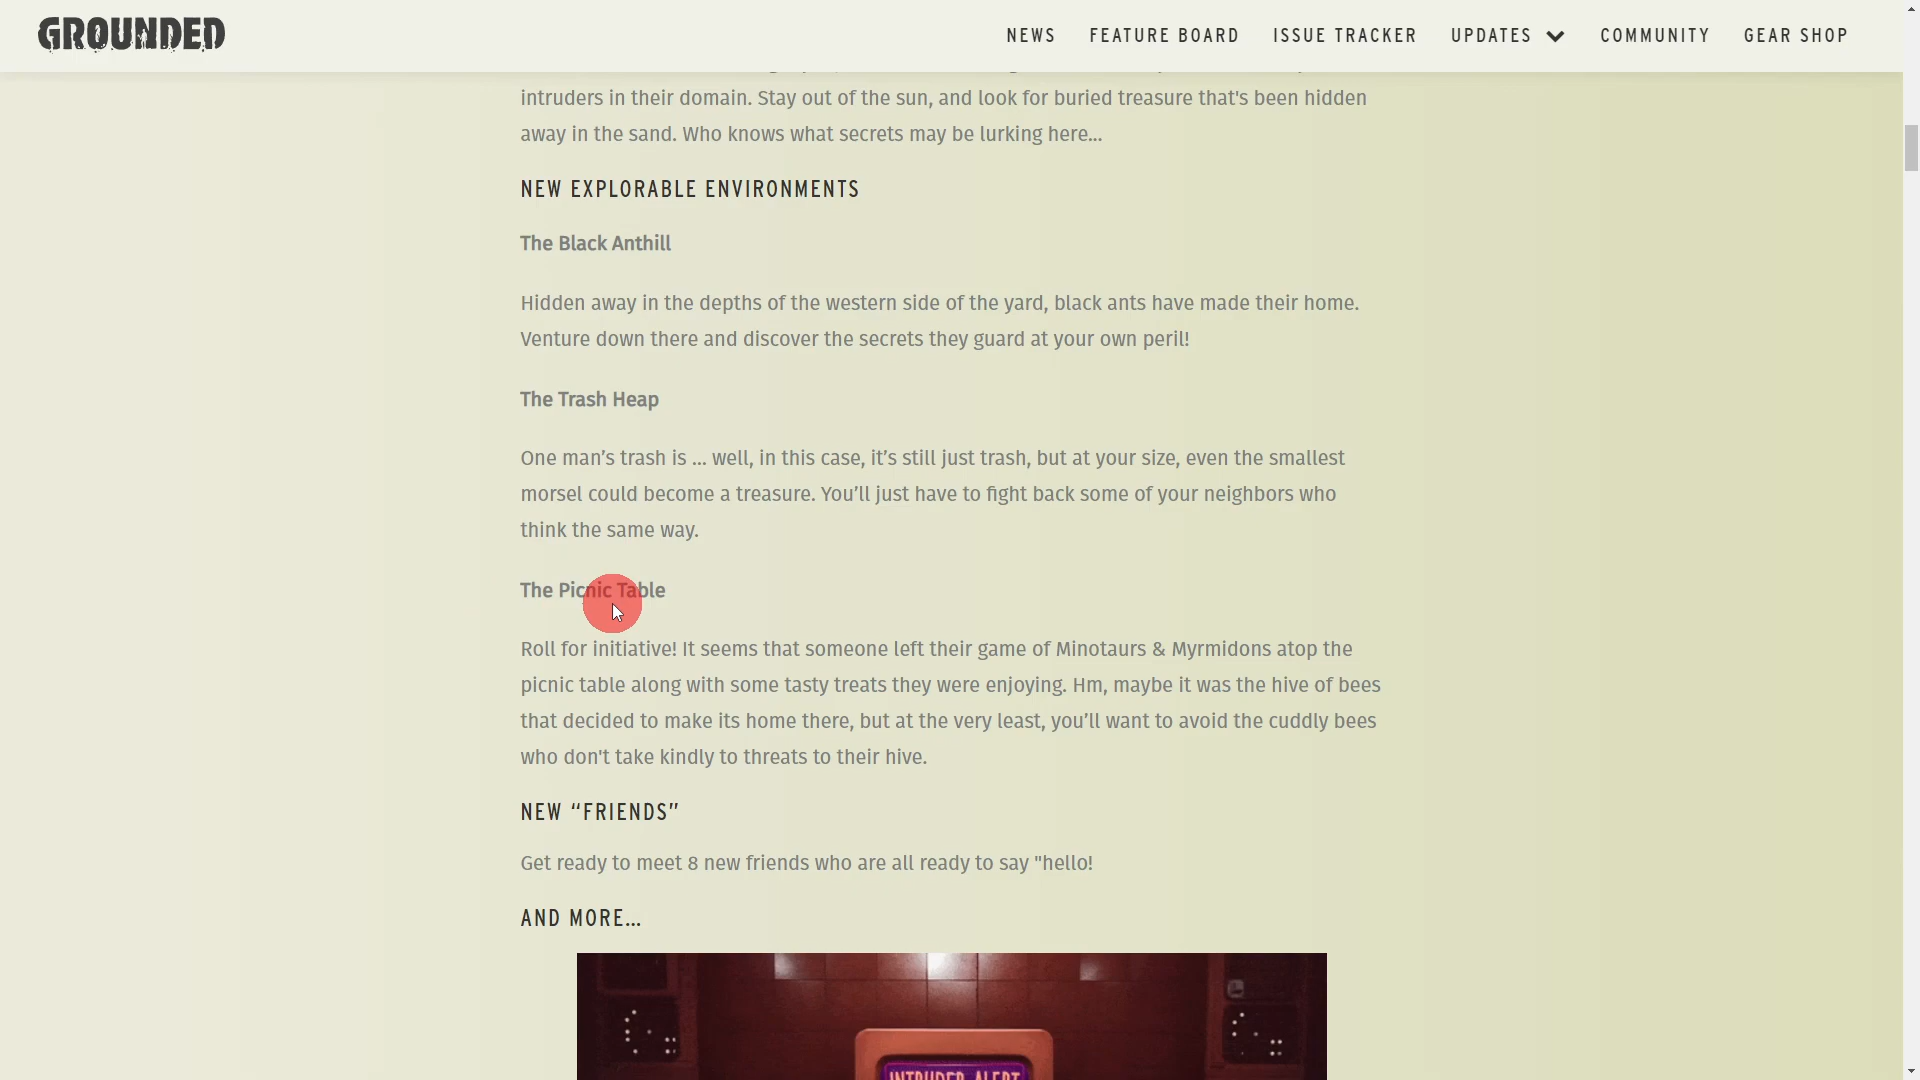 GROUNDED
NEWS FEATURE BOARD ISSUE TRACKER UPDATES COMMUNITY GEAR SHOP
intruders in their domain. Stay out of the sun, and look for buried treasure that's been hidden
away in the sand. Who knows what secrets may be lurking here...
NEW EXPLORABLE ENVIRONMENTS
The Black Anthill
Hidden away in the depths of the western side of the yard, black ants have made their home.
Venture down there and discover the secrets they guard at your own peril!
The Trash Heap
One man’s trash is ... well, in this case, it’s still just trash, but at your size, even the smallest
morsel could become a treasure. You’ll just have to fight back some of your neighbors who
think the same way.
The Picnic Table
Roll for initiative! It seems that someone left their game of Minotaurs & Myrmidons atop the
picnic table along with some tasty treats they were enjoying. Hm, maybe it was the hive of bees
that decided to make its home there, but at the very least, you’ll want to avoid the cuddly bees
who don't take kindly to threats to their hive.
NEW “FRIENDS”
Get ready to meet 8 new friends who are all ready to say "hello!
AND MORE...
INTRUDER ALERT